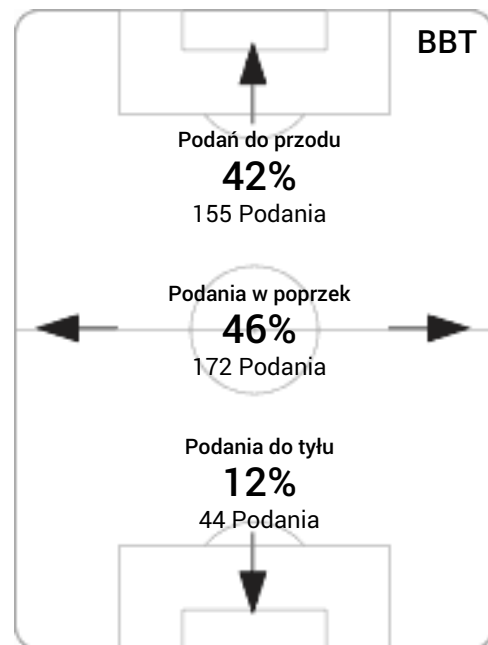 BBT
Podań do przodu
42%
155 Podania
Podania w poprzek
46%
172 Podania
Podania do tyłu
12%
44 Podania